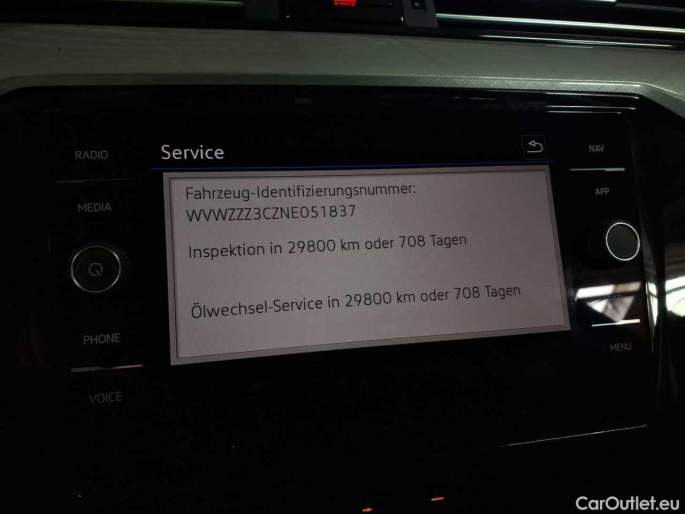 RADIO
MEDIA
PHONE
VOICE
Service
Fahrzeug-Identifizierungsnummer:
WVWZZZ3CZNE051837
Inspektion in 29800 km oder 708 Tagen
Ölwechsel-Service in 29800 km oder 708 Tagen
NAV
APP
MENU
CarOutlet.eu